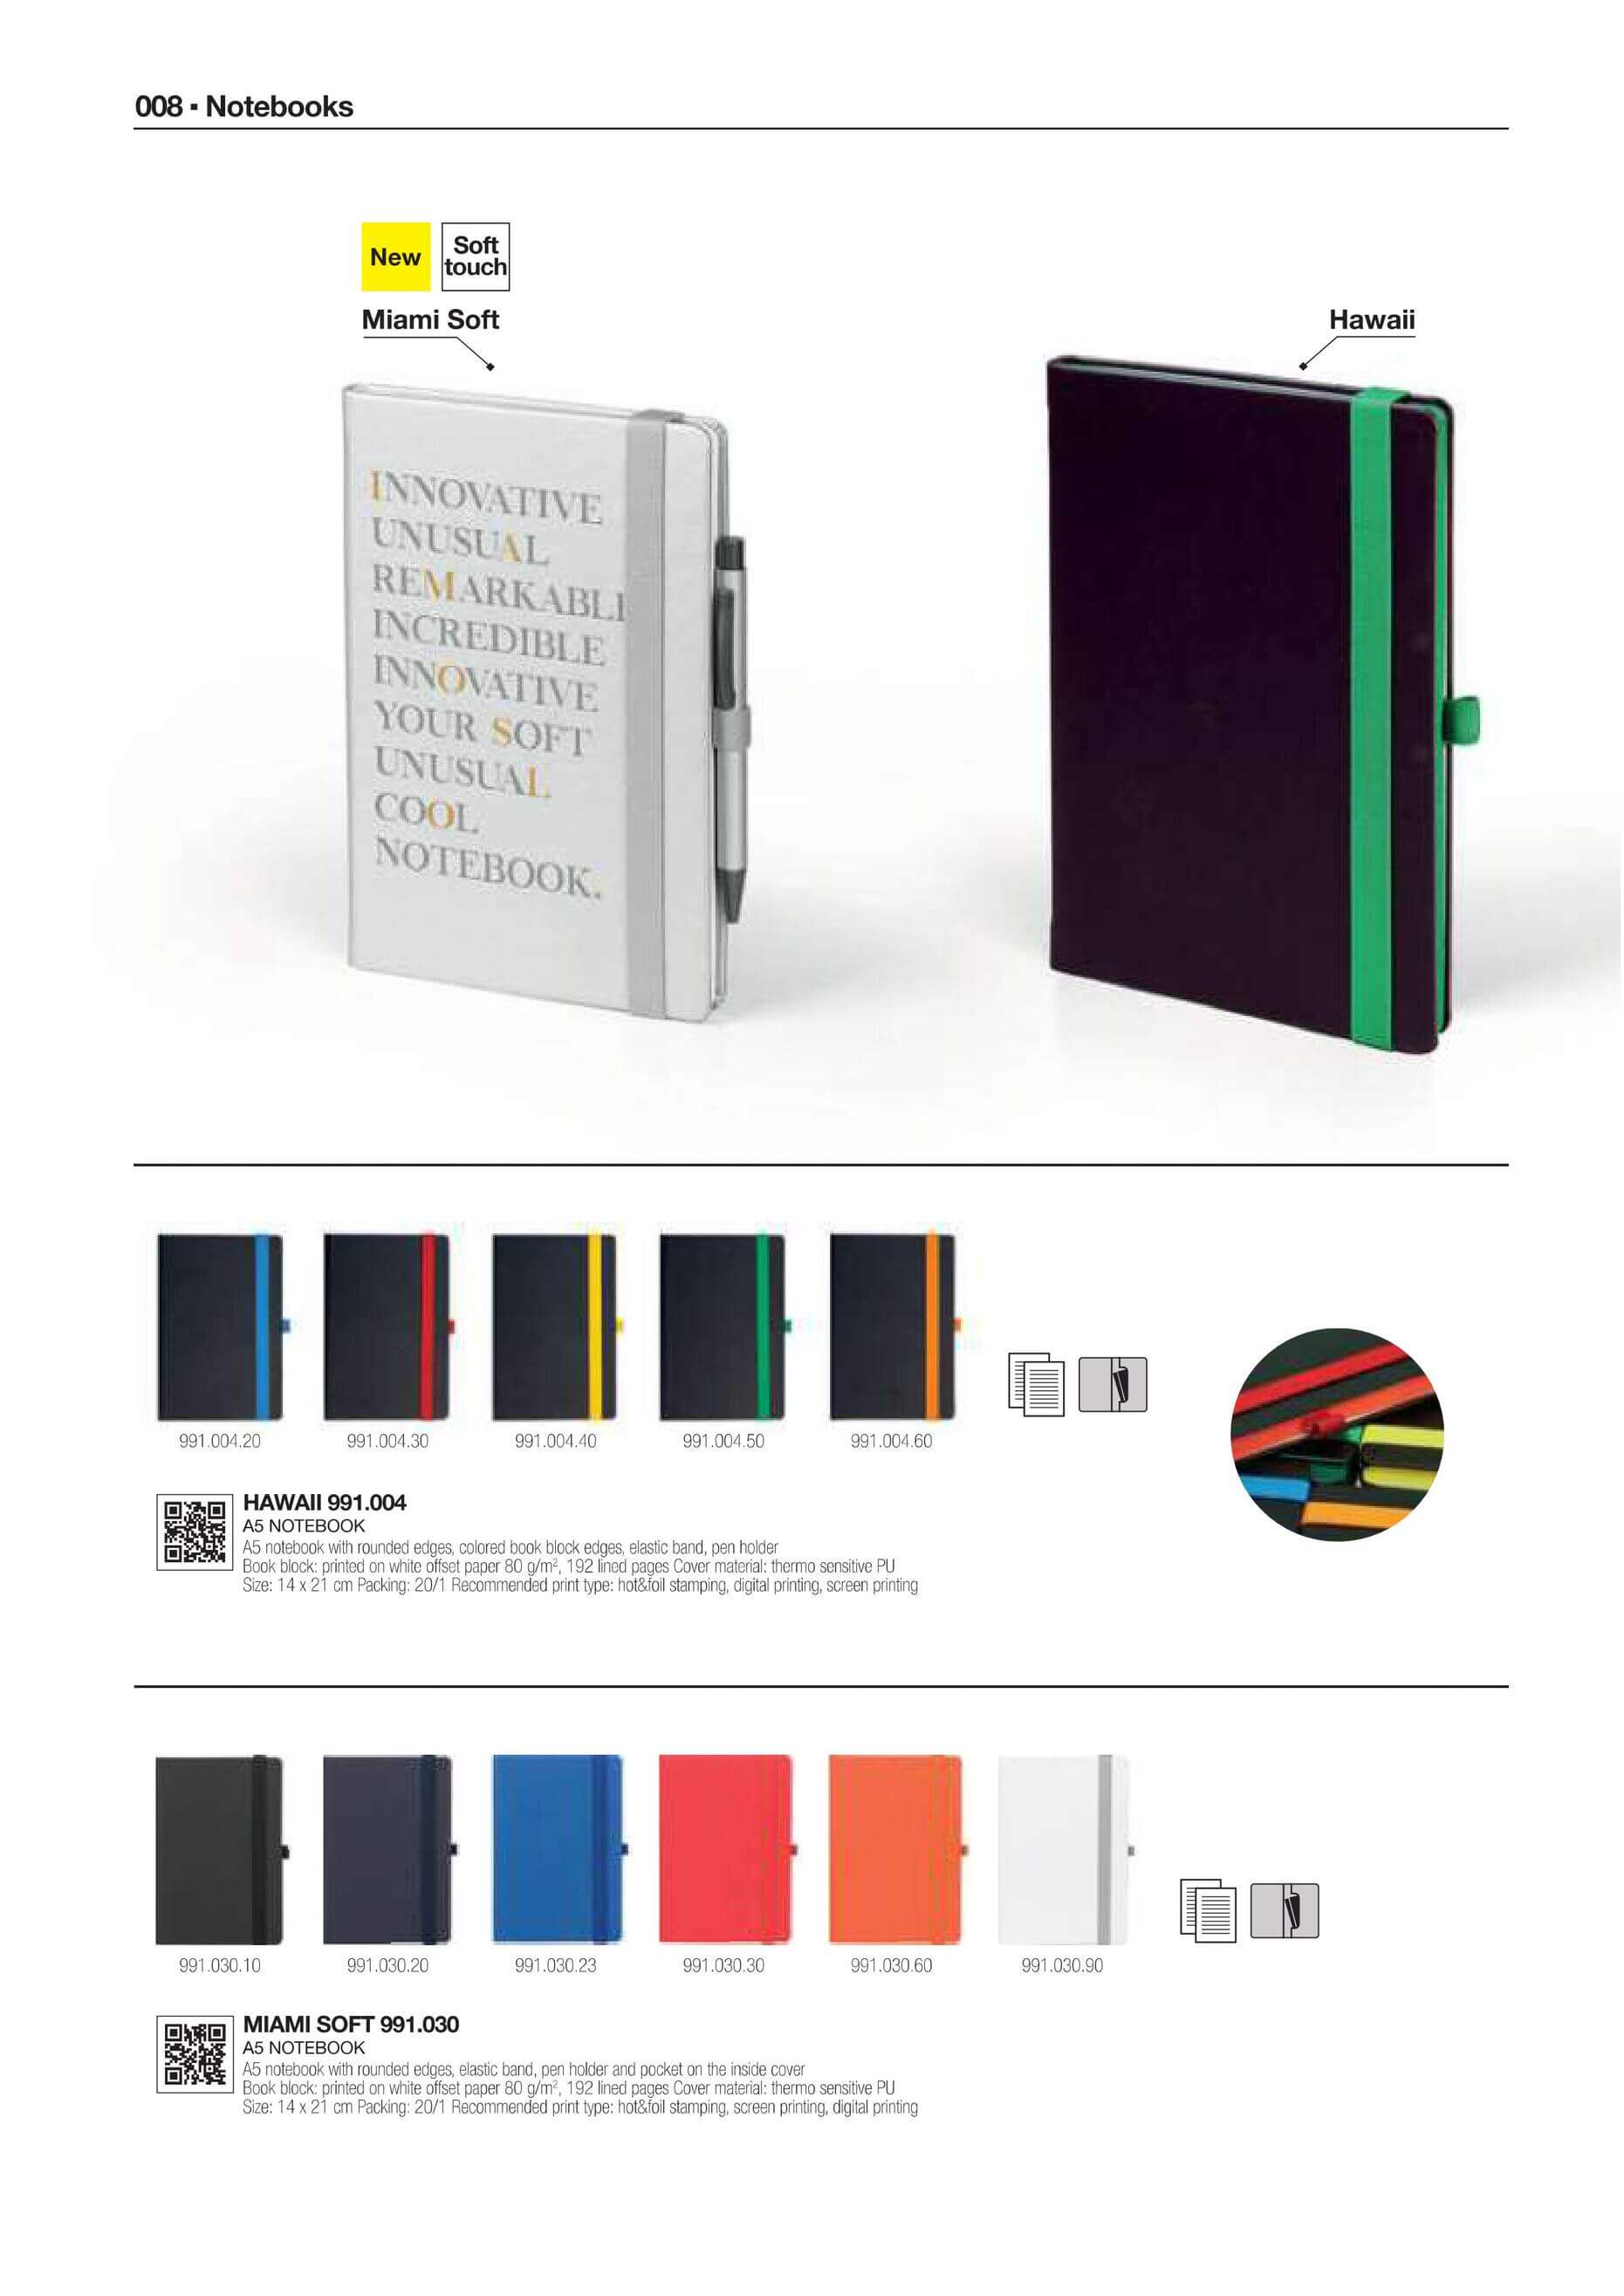 008 ▪ Notebooks
New
Soft
touch
Miami Soft
Hawaii
INNOVATIVE
UNUSUAL
REMARKABL
INCREDIBLE
INNOVATIVE
YOUR SOFT
UNUSUAL
COOL
NOTEBOOK.
991.004.20 991.004.30 991.004.40 991.004.50 991.004.60
HAWAII 991.004
A5 NOTEBOOK
A5 notebook with rounded edges, colored book block edges, elastic band, pen holder
Book block: printed on white offset paper 80 g/m², 192 lined pages Cover material: thermo sensitive PU
Size: 14 x 21 cm Packing: 20/1 Recommended print type: hot&foil stamping, digital printing, screen printing
991.030.10 991.030.20 991.030.23 991.030.30 991.030.60 991.030.90
MIAMI SOFT 991.030
A5 NOTEBOOK
A5 notebook with rounded edges, elastic band, pen holder and pocket on the inside cover
Book block: printed on white offset paper 80 g/m², 192 lined pages Cover material: thermo sensitive PU
Size: 14 x 21 cm Packing: 20/1 Recommended print type: hot&foil stamping, screen printing, digital printing